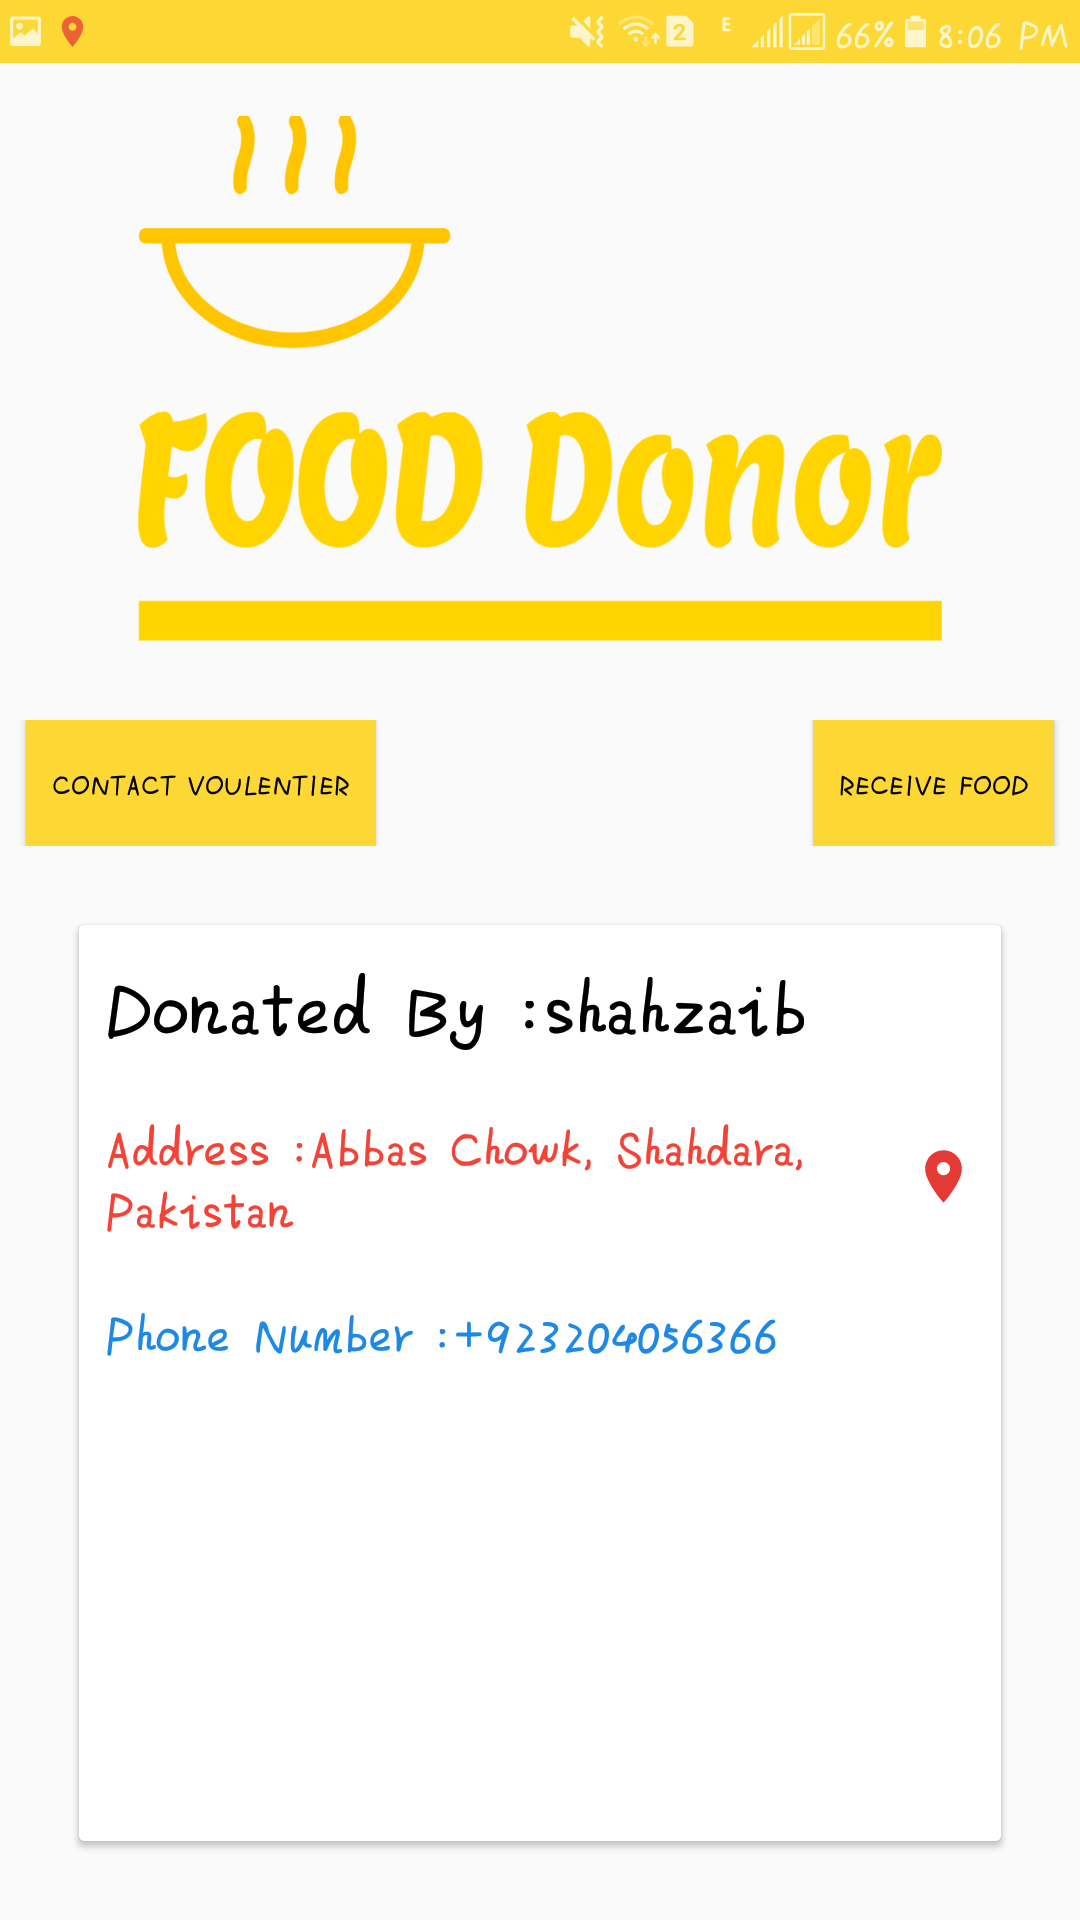 2 E 66% 8:06 PM
FOOD Donor
CONTACT VOULENTIER RECEIVE FOOD
Donated By :shahzaib
Address :Abbas Chowk, Shahdara,
Pakistan
Phone Number :+923204056366